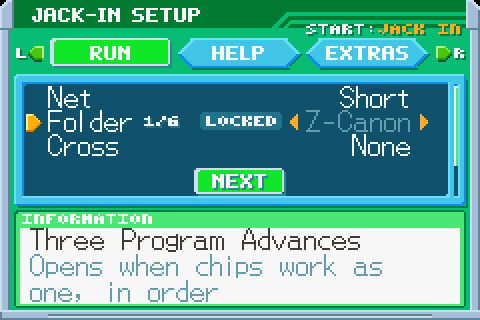 JACK-IN SETUP
START:JACK IN
L RUN HELP EXTRAS R
Net Short
Folder 1/6 LOCKED Z-Canon
Cross None
NEXT
INFORMATION
Three Program Advances
Opens when chips work as
one, in order